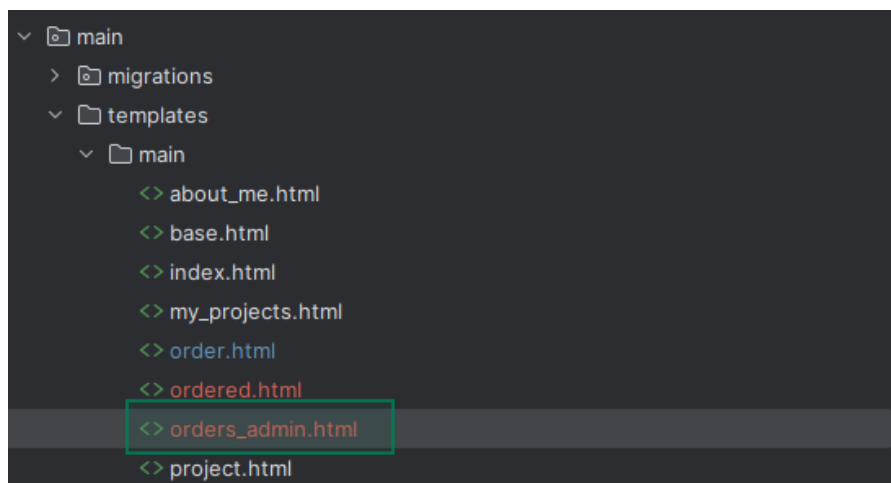 main
migrations
templates
main
about_me.html
base.html
index.html
my_projects.html
order.html
ordered.html
orders_admin.html
project.html